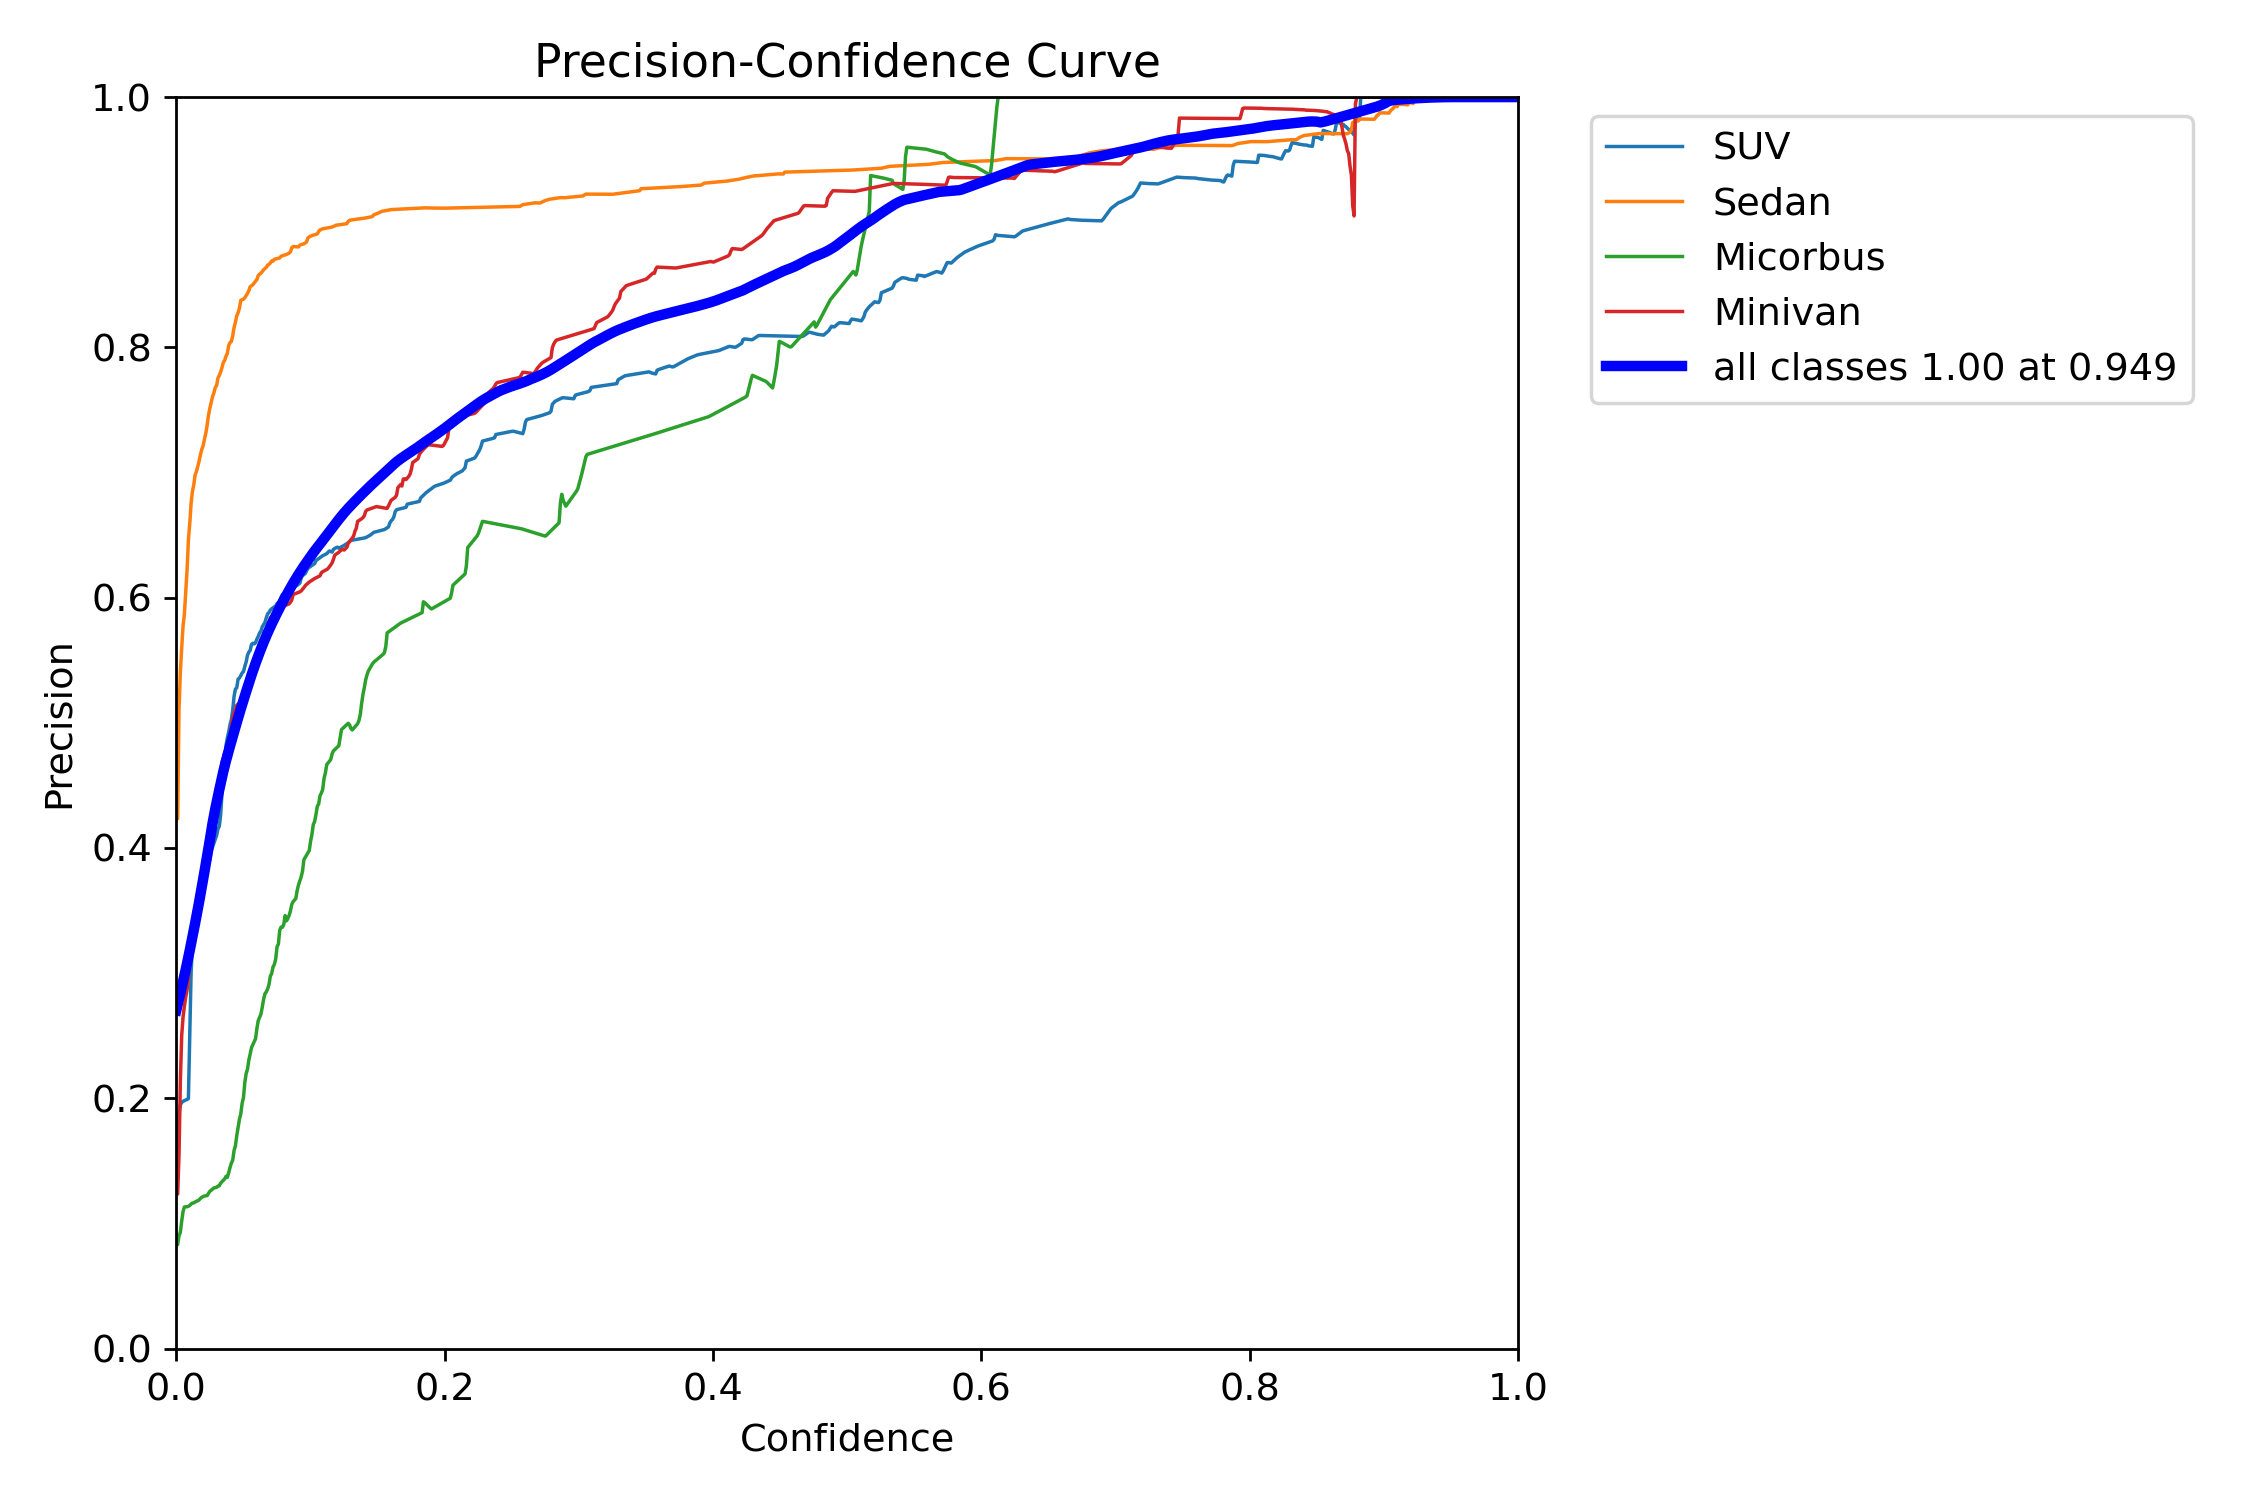 Precision-Confidence Curve
1.0
0.8
0.6
0.4
0.2
0.0
Precision
0.0 0.2 0.4 0.6 0.8 1.0
Confidence
SUV
Sedan
Micorbus
Minivan
all classes 1.00 at 0.949